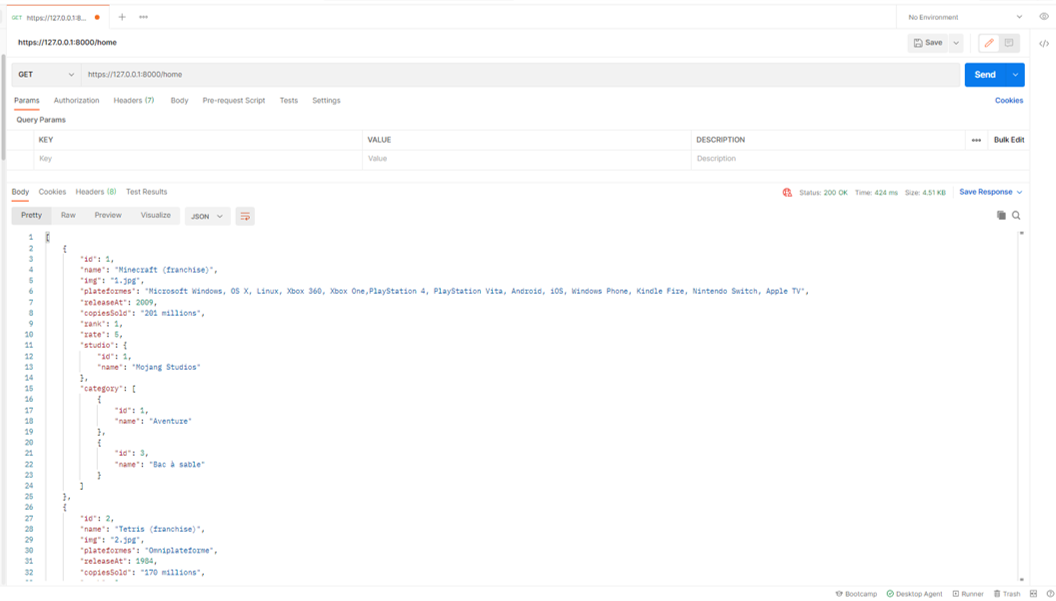 GET https://127.0.0.1:8... + No Environment
https://127.0.0.1:8000/home Save
GET https://127.0.0.1:8000/home Send
Params Authorization Headers (7) Body Pre-request Script Tests Settings Cookies
Query Params
KEY VALUE DESCRIPTION Bulk Edit
Key Value Description
Body Cookies Headers (8) Test Results Status: 200 OK Time: 424 ms Size: 4.51 KB Save Response
Pretty Raw Preview Visualize JSON
1 [
2 {
3 "id": 1,
4 "name": "Minecraft (franchise)",
5 "img": "1.jpg",
6 "plateformes": "Microsoft Windows, OS X, Linux, Xbox 360, Xbox One,PlayStation 4, PlayStation Vita, Android, iOS, Windows Phone, Kindle Fire, Nintendo Switch, Apple TV",
7 "releaseAt": 2009,
8 "copiesSold": "201 millions",
9 "rank": 1,
10 "rate": 5,
11 "studio": {
12 "id": 1,
13 "name": "Mojang Studios"
14 },
15 "category": [
16 {
17 "id": 1,
18 "name": "Aventure"
19 },
20 {
21 "id": 3,
22 "name": "Bac à sable"
23 }
24 ]
25 },
26 {
27 "id": 2,
28 "name": "Tetris (franchise)",
29 "img": "2.jpg",
30 "plateformes": "Omniplateforme",
31 "releaseAt": 1984,
32 "copiesSold": "170 millions",
Bootcamp Desktop Agent Runner Trash